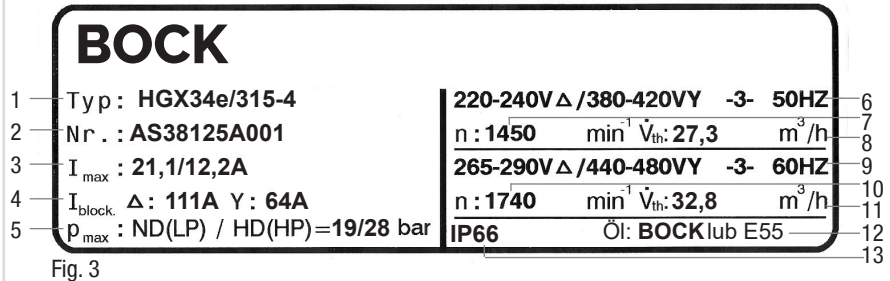 BOCK
1 Typ: HGX34e/315-4
2 Nr.: AS38125A001
3 Imax : 21,1/12,2A
4 Iblock. Δ: 111A Y: 64A
5 pmax : ND(LP) / HD(HP)=19/28 bar
220-240VΔ/380-420VY -3- 50HZ 6
7
n:1450 min⁻¹ V̇th:27,3 m³/h 8
265-290VΔ/440-480VY -3- 60HZ 9
10
n:1740 min⁻¹ V̇th:32,8 m³/h 11
IP66 Öl: BOCK lub E55 12
13
Fig. 3